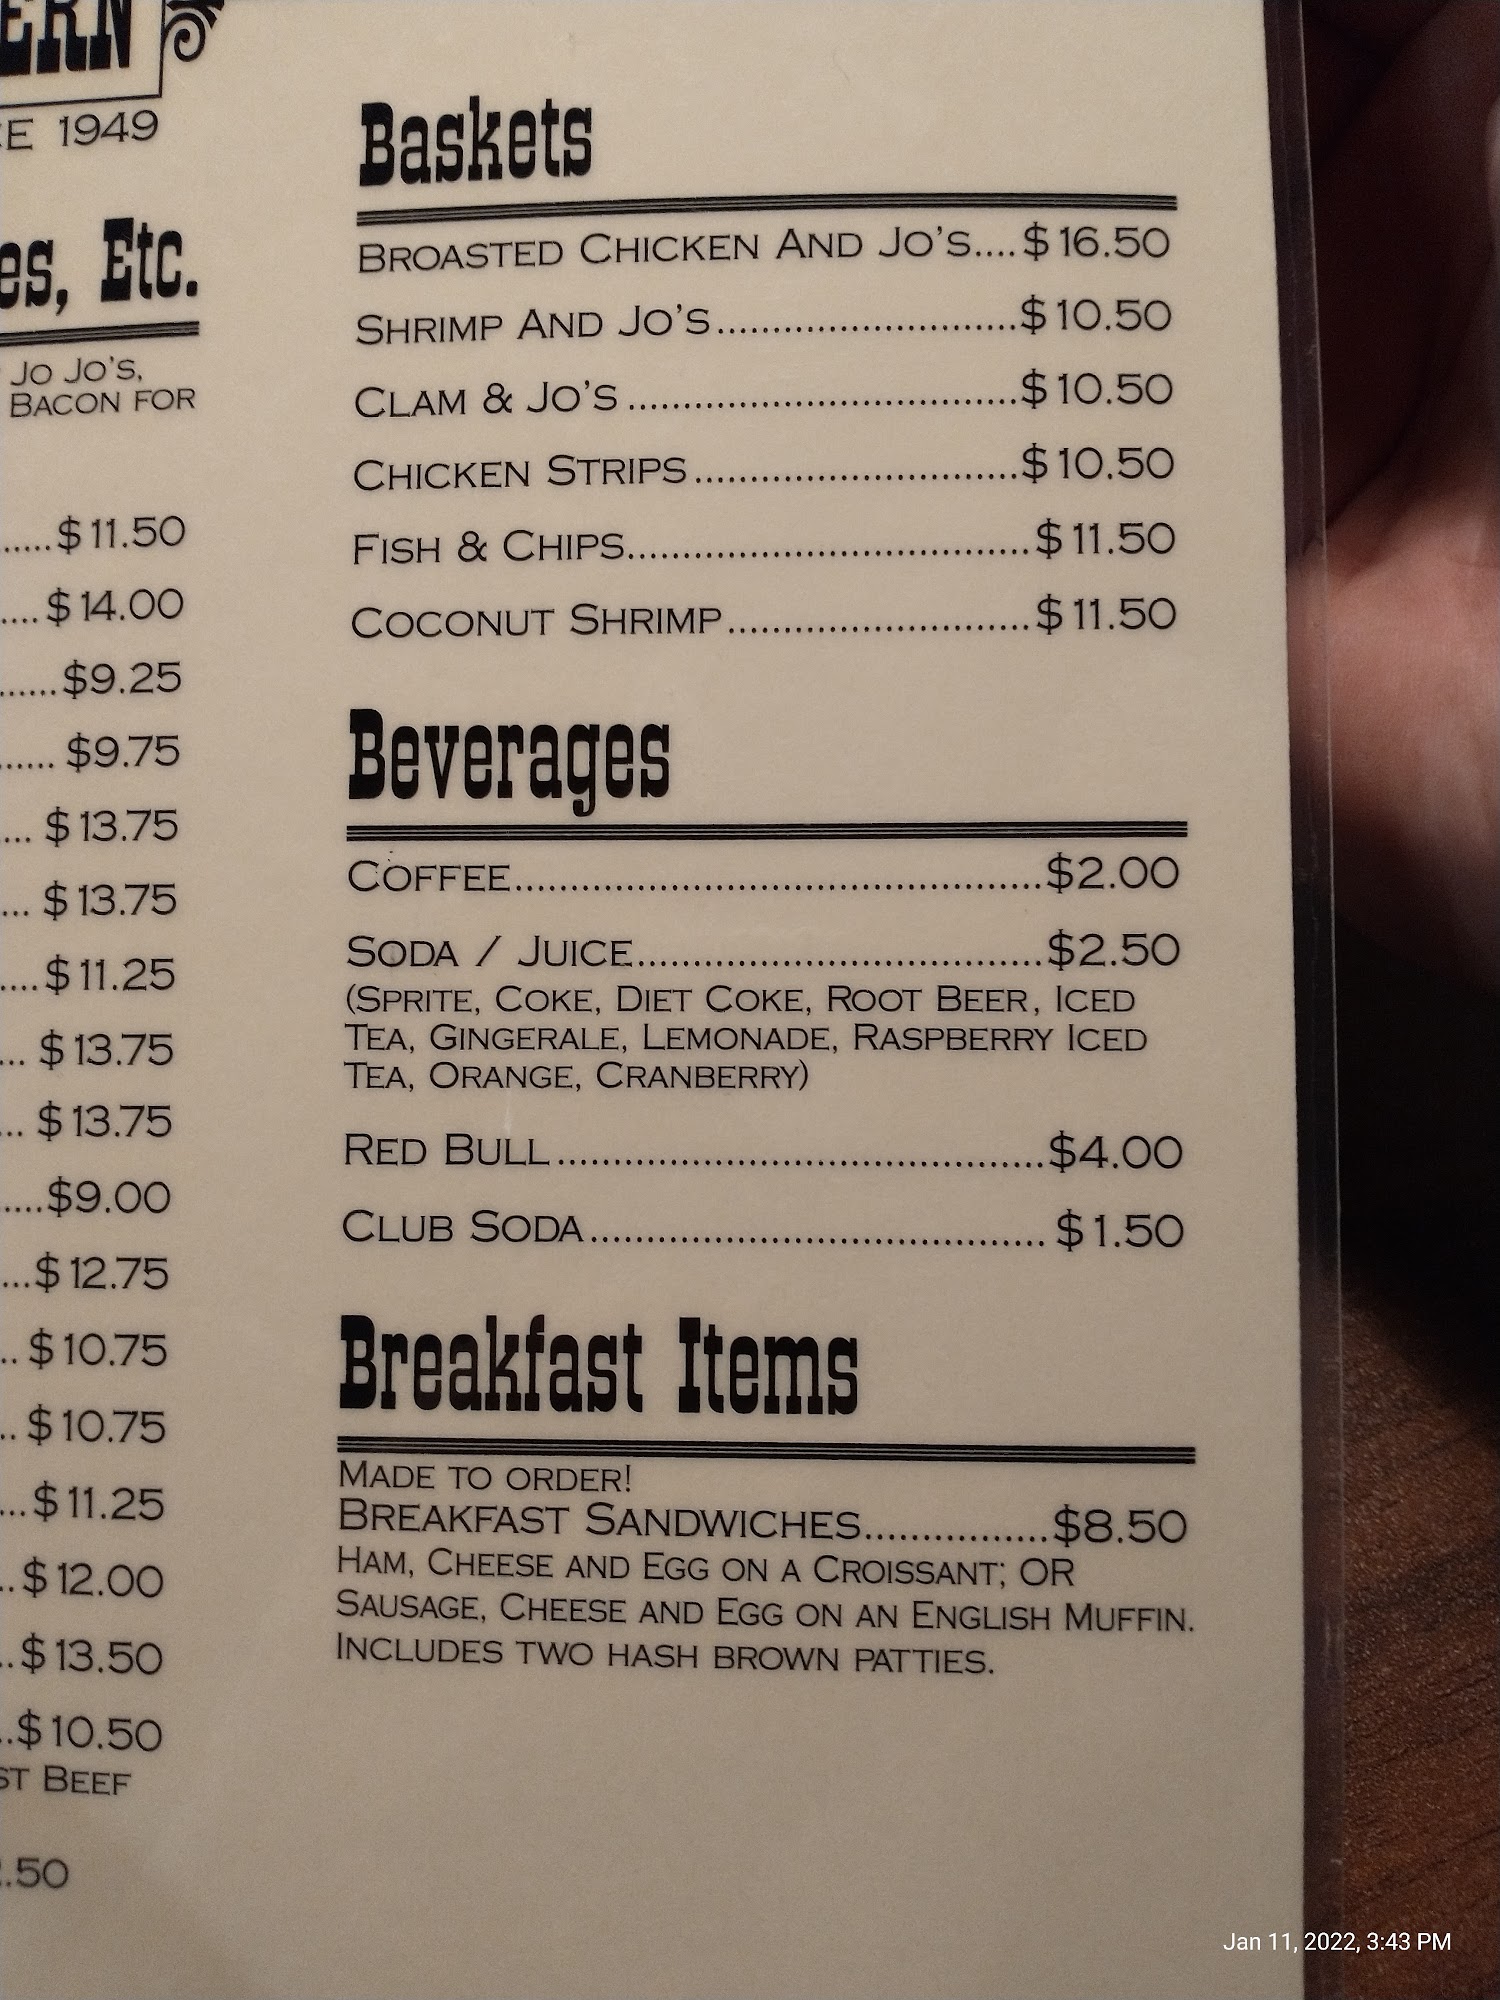 ERN
CE 1949
es, Etc.
JO JO'S,
BACON FOR
......$11.50
....$14.00
......$9.25
...... $9.75
... $13.75
... $13.75
....$11.25
... $13.75
... $13.75
.....$9.00
...$12.75
.. $10.75
.. $10.75
...$11.25
..$12.00
..$13.50
..$10.50
ST BEEF
.50
Baskets
BROASTED CHICKEN AND JO'S....$16.50
SHRIMP AND JO'S...........................$10.50
CLAM & JO'S ...................................$10.50
CHICKEN STRIPS.............................$10.50
FISH & CHIPS....................................$11.50
COCONUT SHRIMP...........................$11.50
Beverages
COFFEE...............................................$2.00
SODA / JUICE....................................$2.50
(SPRITE, COKE, DIET COKE, ROOT BEER, ICED
TEA, GINGERALE, LEMONADE, RASPBERRY ICED
TEA, ORANGE, CRANBERRY)
RED BULL...........................................$4.00
CLUB SODA........................................ $1.50
Breakfast Items
MADE TO ORDER!
BREAKFAST SANDWICHES................$8.50
HAM, CHEESE AND EGG ON A CROISSANT; OR
SAUSAGE, CHEESE AND EGG ON AN ENGLISH MUFFIN.
INCLUDES TWO HASH BROWN PATTIES.
Jan 11, 2022, 3:43 PM